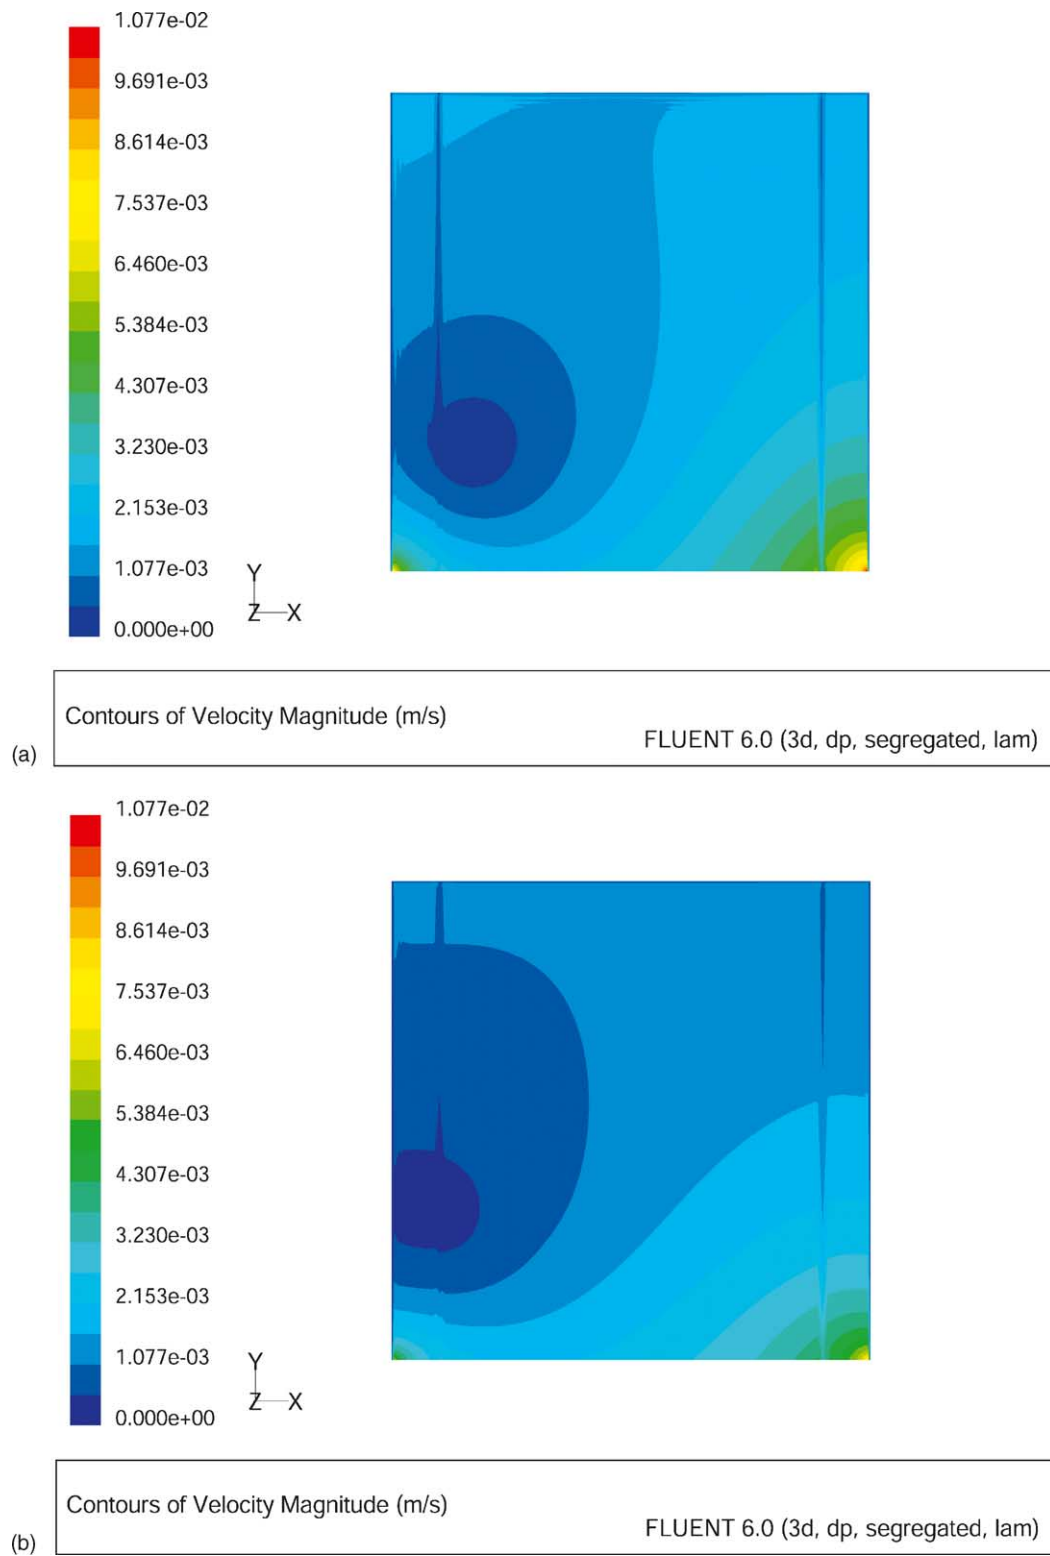 1.077e-02
9.691e-03
8.614e-03
7.537e-03
6.460e-03
5.384e-03
4.307e-03
3.230e-03
2.153e-03
1.077e-03
0.000e+00
Y
Z X
Contours of Velocity Magnitude (m/s)
FLUENT 6.0 (3d, dp, segregated, lam)
(a)
1.077e-02
9.691e-03
8.614e-03
7.537e-03
6.460e-03
5.384e-03
4.307e-03
3.230e-03
2.153e-03
1.077e-03
0.000e+00
Y
Z X
Contours of Velocity Magnitude (m/s)
FLUENT 6.0 (3d, dp, segregated, lam)
(b)